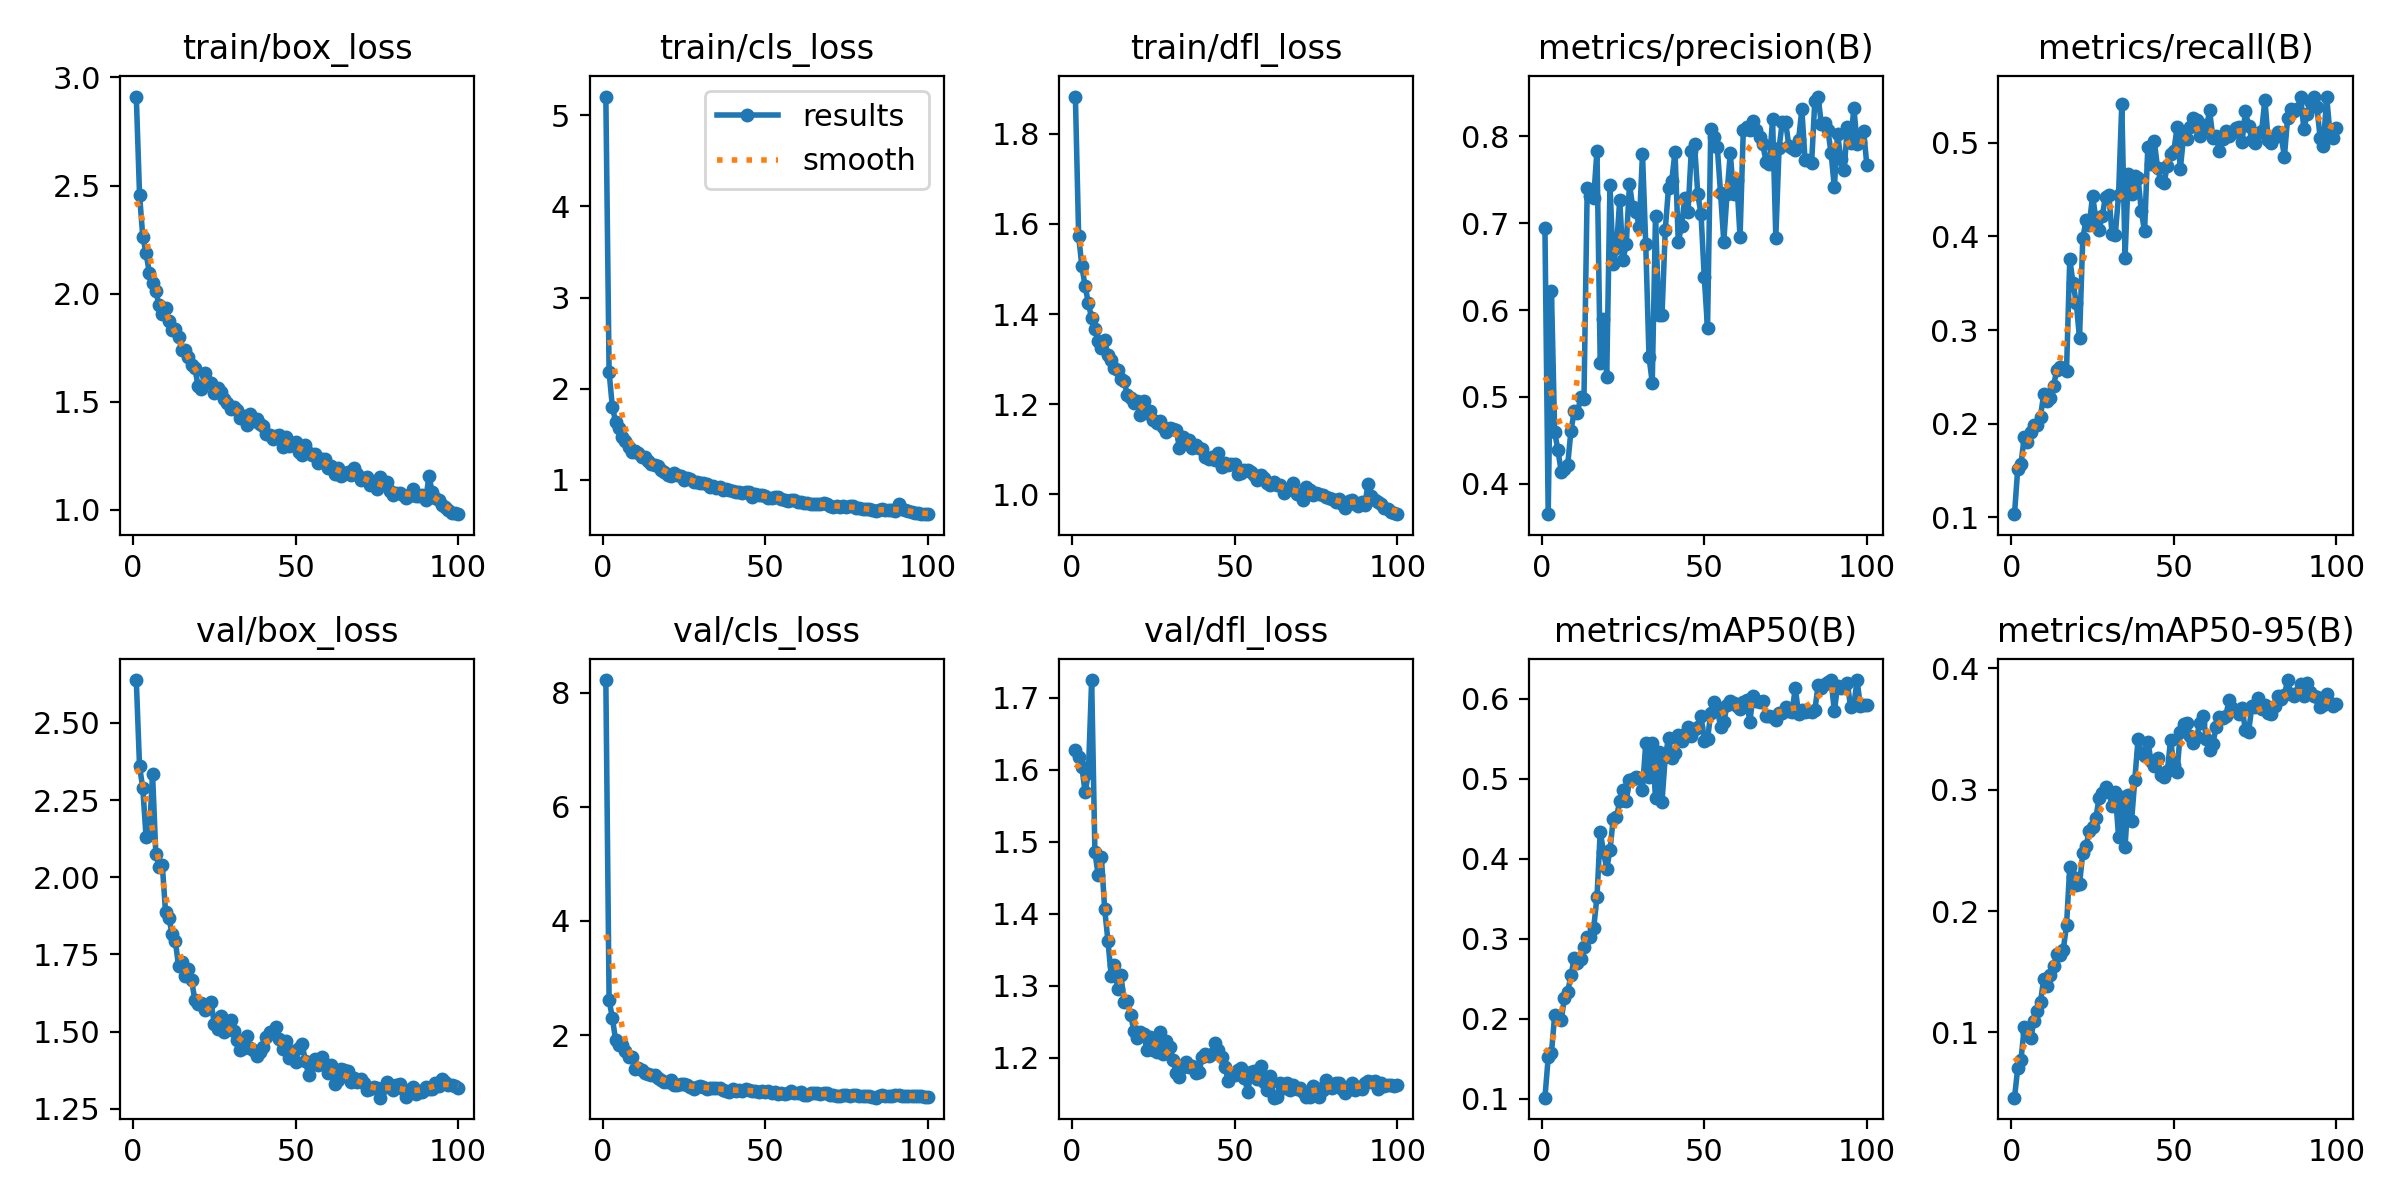 train/box_loss
3.0
2.5
2.0
1.5
1.0
0 50 100
train/cls_loss
results
smooth
5
4
3
2
1
0 50 100
train/dfl_loss
1.8
1.6
1.4
1.2
1.0
0 50 100
metrics/precision(B)
0.8
0.7
0.6
0.5
0.4
0 50 100
metrics/recall(B)
0.5
0.4
0.3
0.2
0.1
0 50 100
val/box_loss
2.50
2.25
2.00
1.75
1.50
1.25
0 50 100
val/cls_loss
8
6
4
2
0 50 100
val/dfl_loss
1.7
1.6
1.5
1.4
1.3
1.2
0 50 100
metrics/mAP50(B)
0.6
0.5
0.4
0.3
0.2
0.1
0 50 100
metrics/mAP50-95(B)
0.4
0.3
0.2
0.1
0 50 100